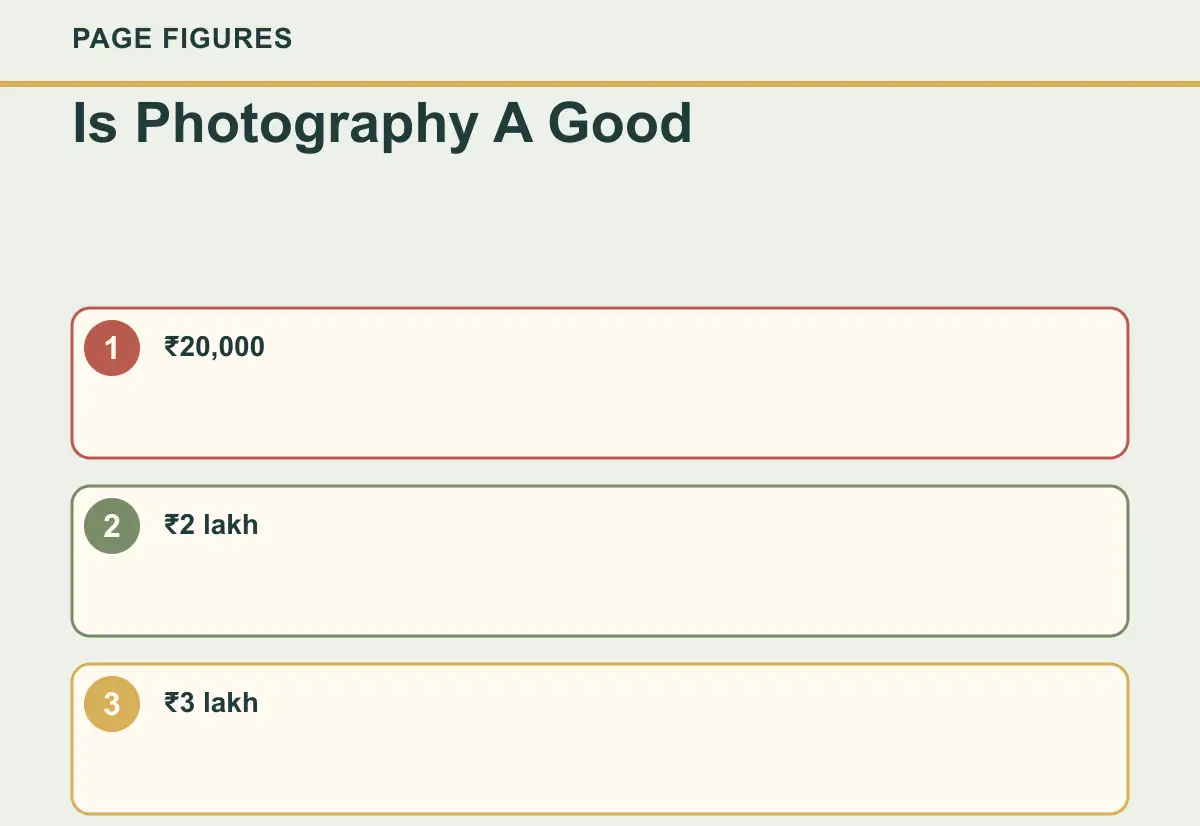 PAGE FIGURES
Is Photography A Good
1
₹20,000
2
₹2 lakh
3
₹3 lakh